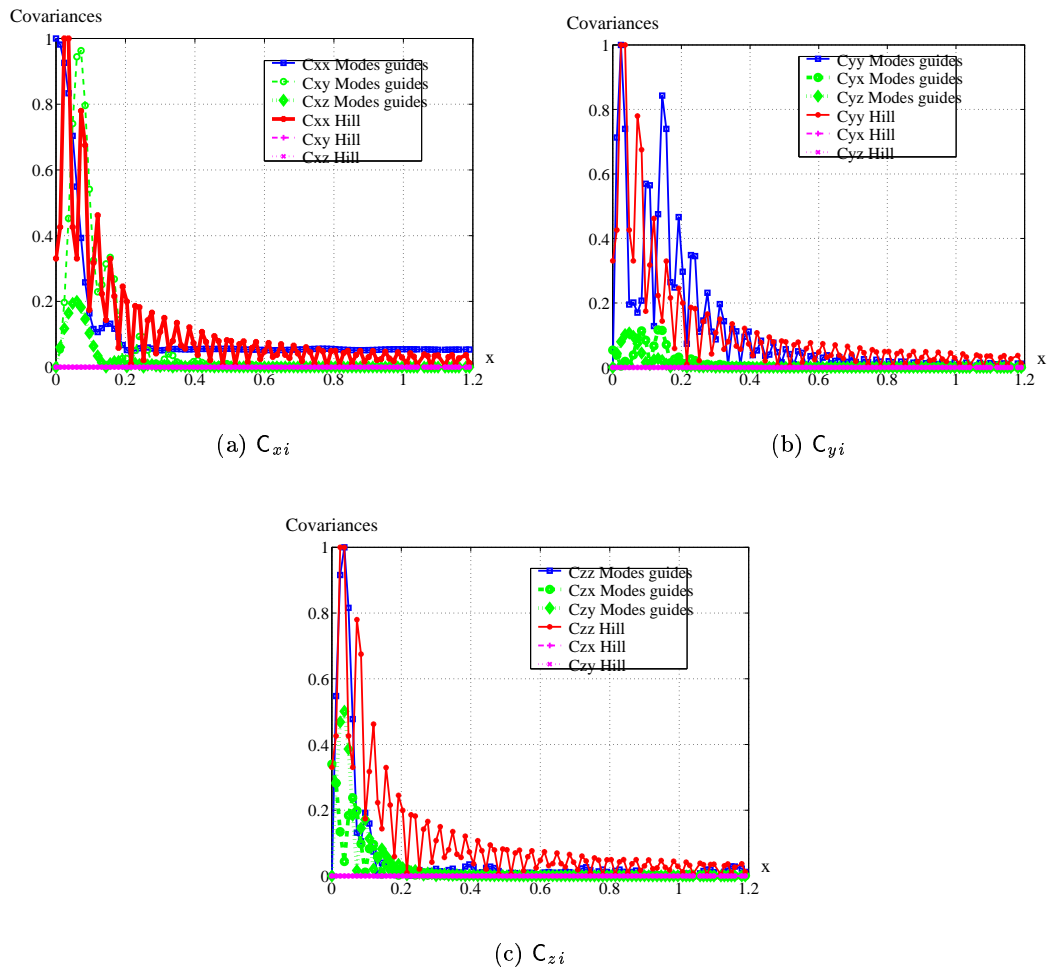 Covariances
1
0.8
0.6
0.4
0.2
0
0 0.2 0.4 0.6 0.8 1 1.2
x
Cxx Modes guides
Cxy Modes guides
Cxz Modes guides
Cxx Hill
Cxy Hill
Cxz Hill
(a) Cxi
Covariances
1
0.8
0.6
0.4
0.2
0
0 0.2 0.4 0.6 0.8 1 1.2
x
Cyy Modes guides
Cyx Modes guides
Cyz Modes guides
Cyy Hill
Cyx Hill
Cyz Hill
(b) Cyi
Covariances
1
0.8
0.6
0.4
0.2
0
0 0.2 0.4 0.6 0.8 1 1.2
x
Czz Modes guides
Czx Modes guides
Czy Modes guides
Czz Hill
Czx Hill
Czy Hill
(c) Czi